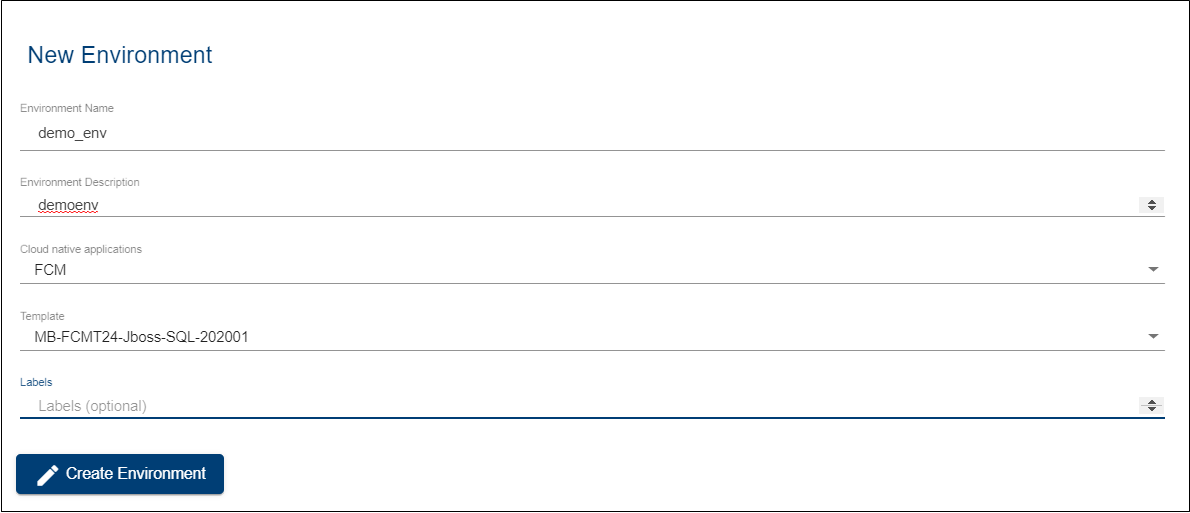 New Environment
Environment Name
demo_env
Environment Description
demoenv
Cloud native applications
FCM
Template
MB-FCMT24-Jboss-SQL-202001
Labels
Labels (optional)
Create Environment